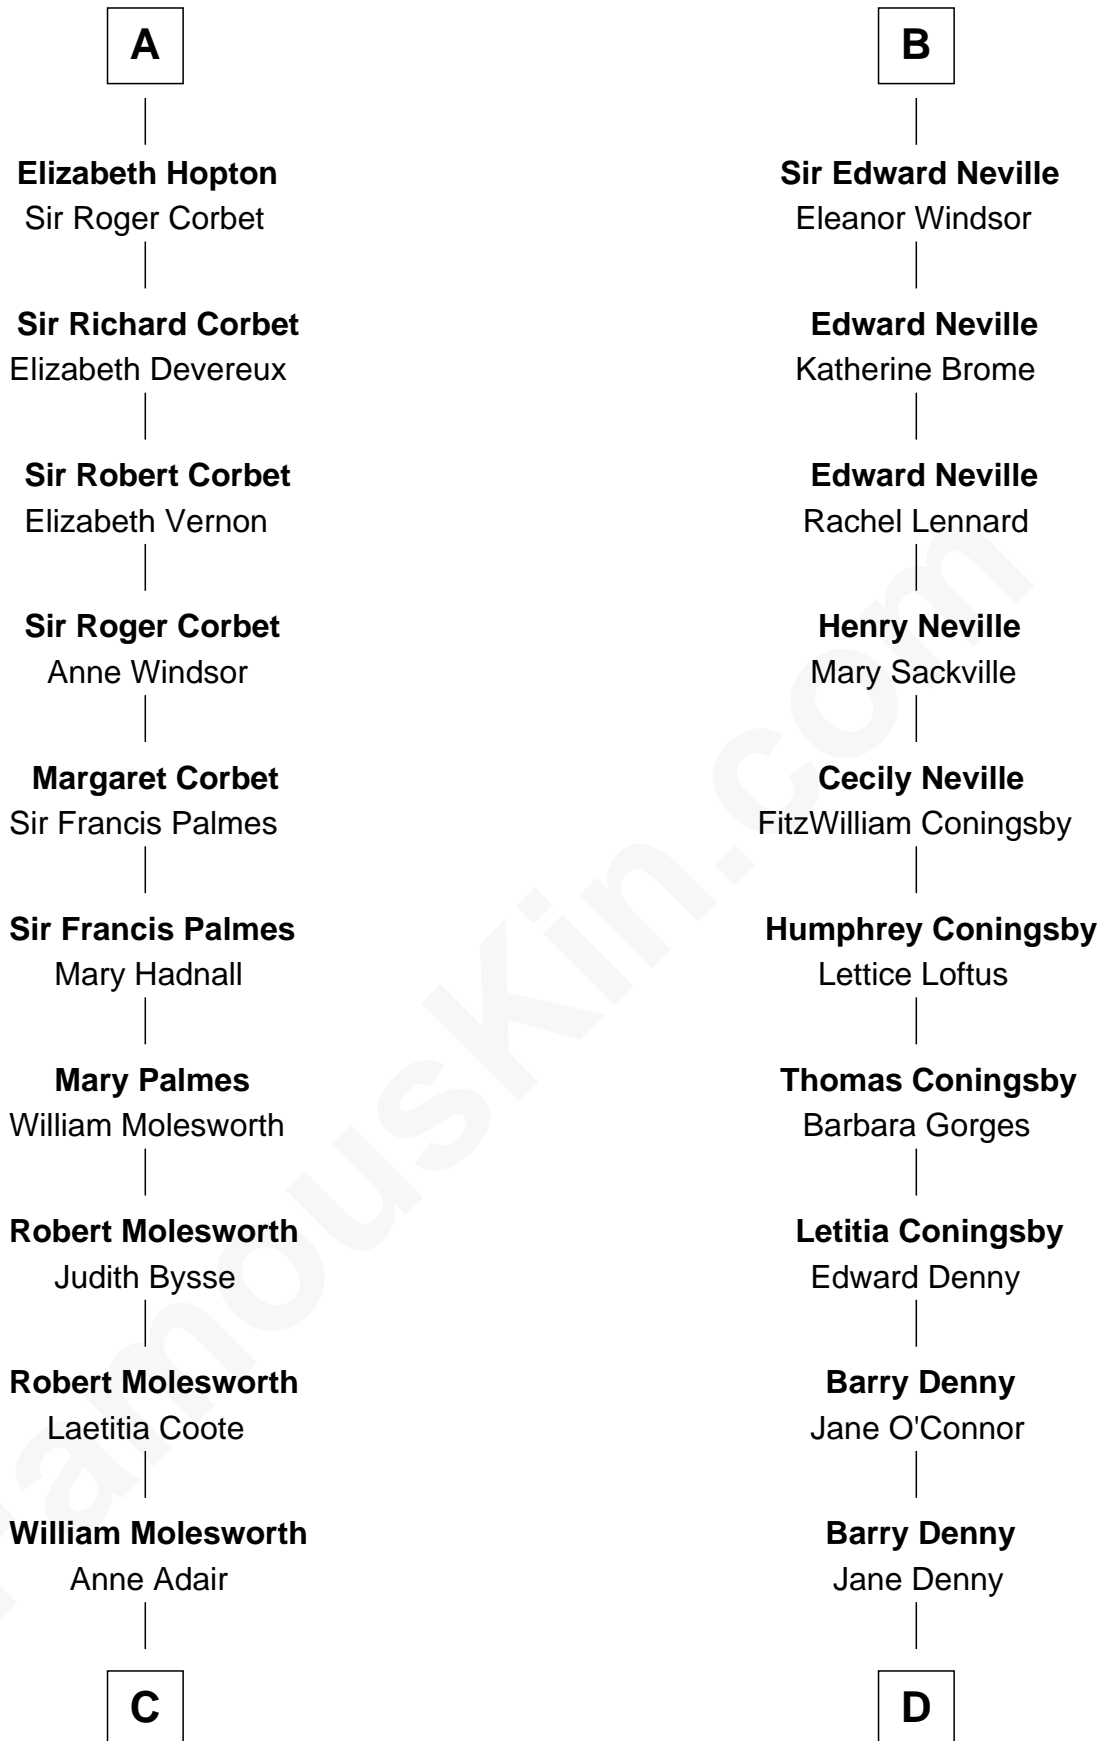 A
Elizabeth Hopton
Sir Roger Corbet
Sir Richard Corbet
Elizabeth Devereux
Sir Robert Corbet
Elizabeth Vernon
Sir Roger Corbet
Anne Windsor
Margaret Corbet
Sir Francis Palmes
Sir Francis Palmes
Mary Hadnall
Mary Palmes
William Molesworth
Robert Molesworth
Judith Bysse
Robert Molesworth
Laetitia Coote
William Molesworth
Anne Adair
C
B
Sir Edward Neville
Eleanor Windsor
Edward Neville
Katherine Brome
Edward Neville
Rachel Lennard
Henry Neville
Mary Sackville
Cecily Neville
FitzWilliam Coningsby
Humphrey Coningsby
Lettice Loftus
Thomas Coningsby
Barbara Gorges
Letitia Coningsby
Edward Denny
Barry Denny
Jane O'Connor
Barry Denny
Jane Denny
D
FamousKin.com